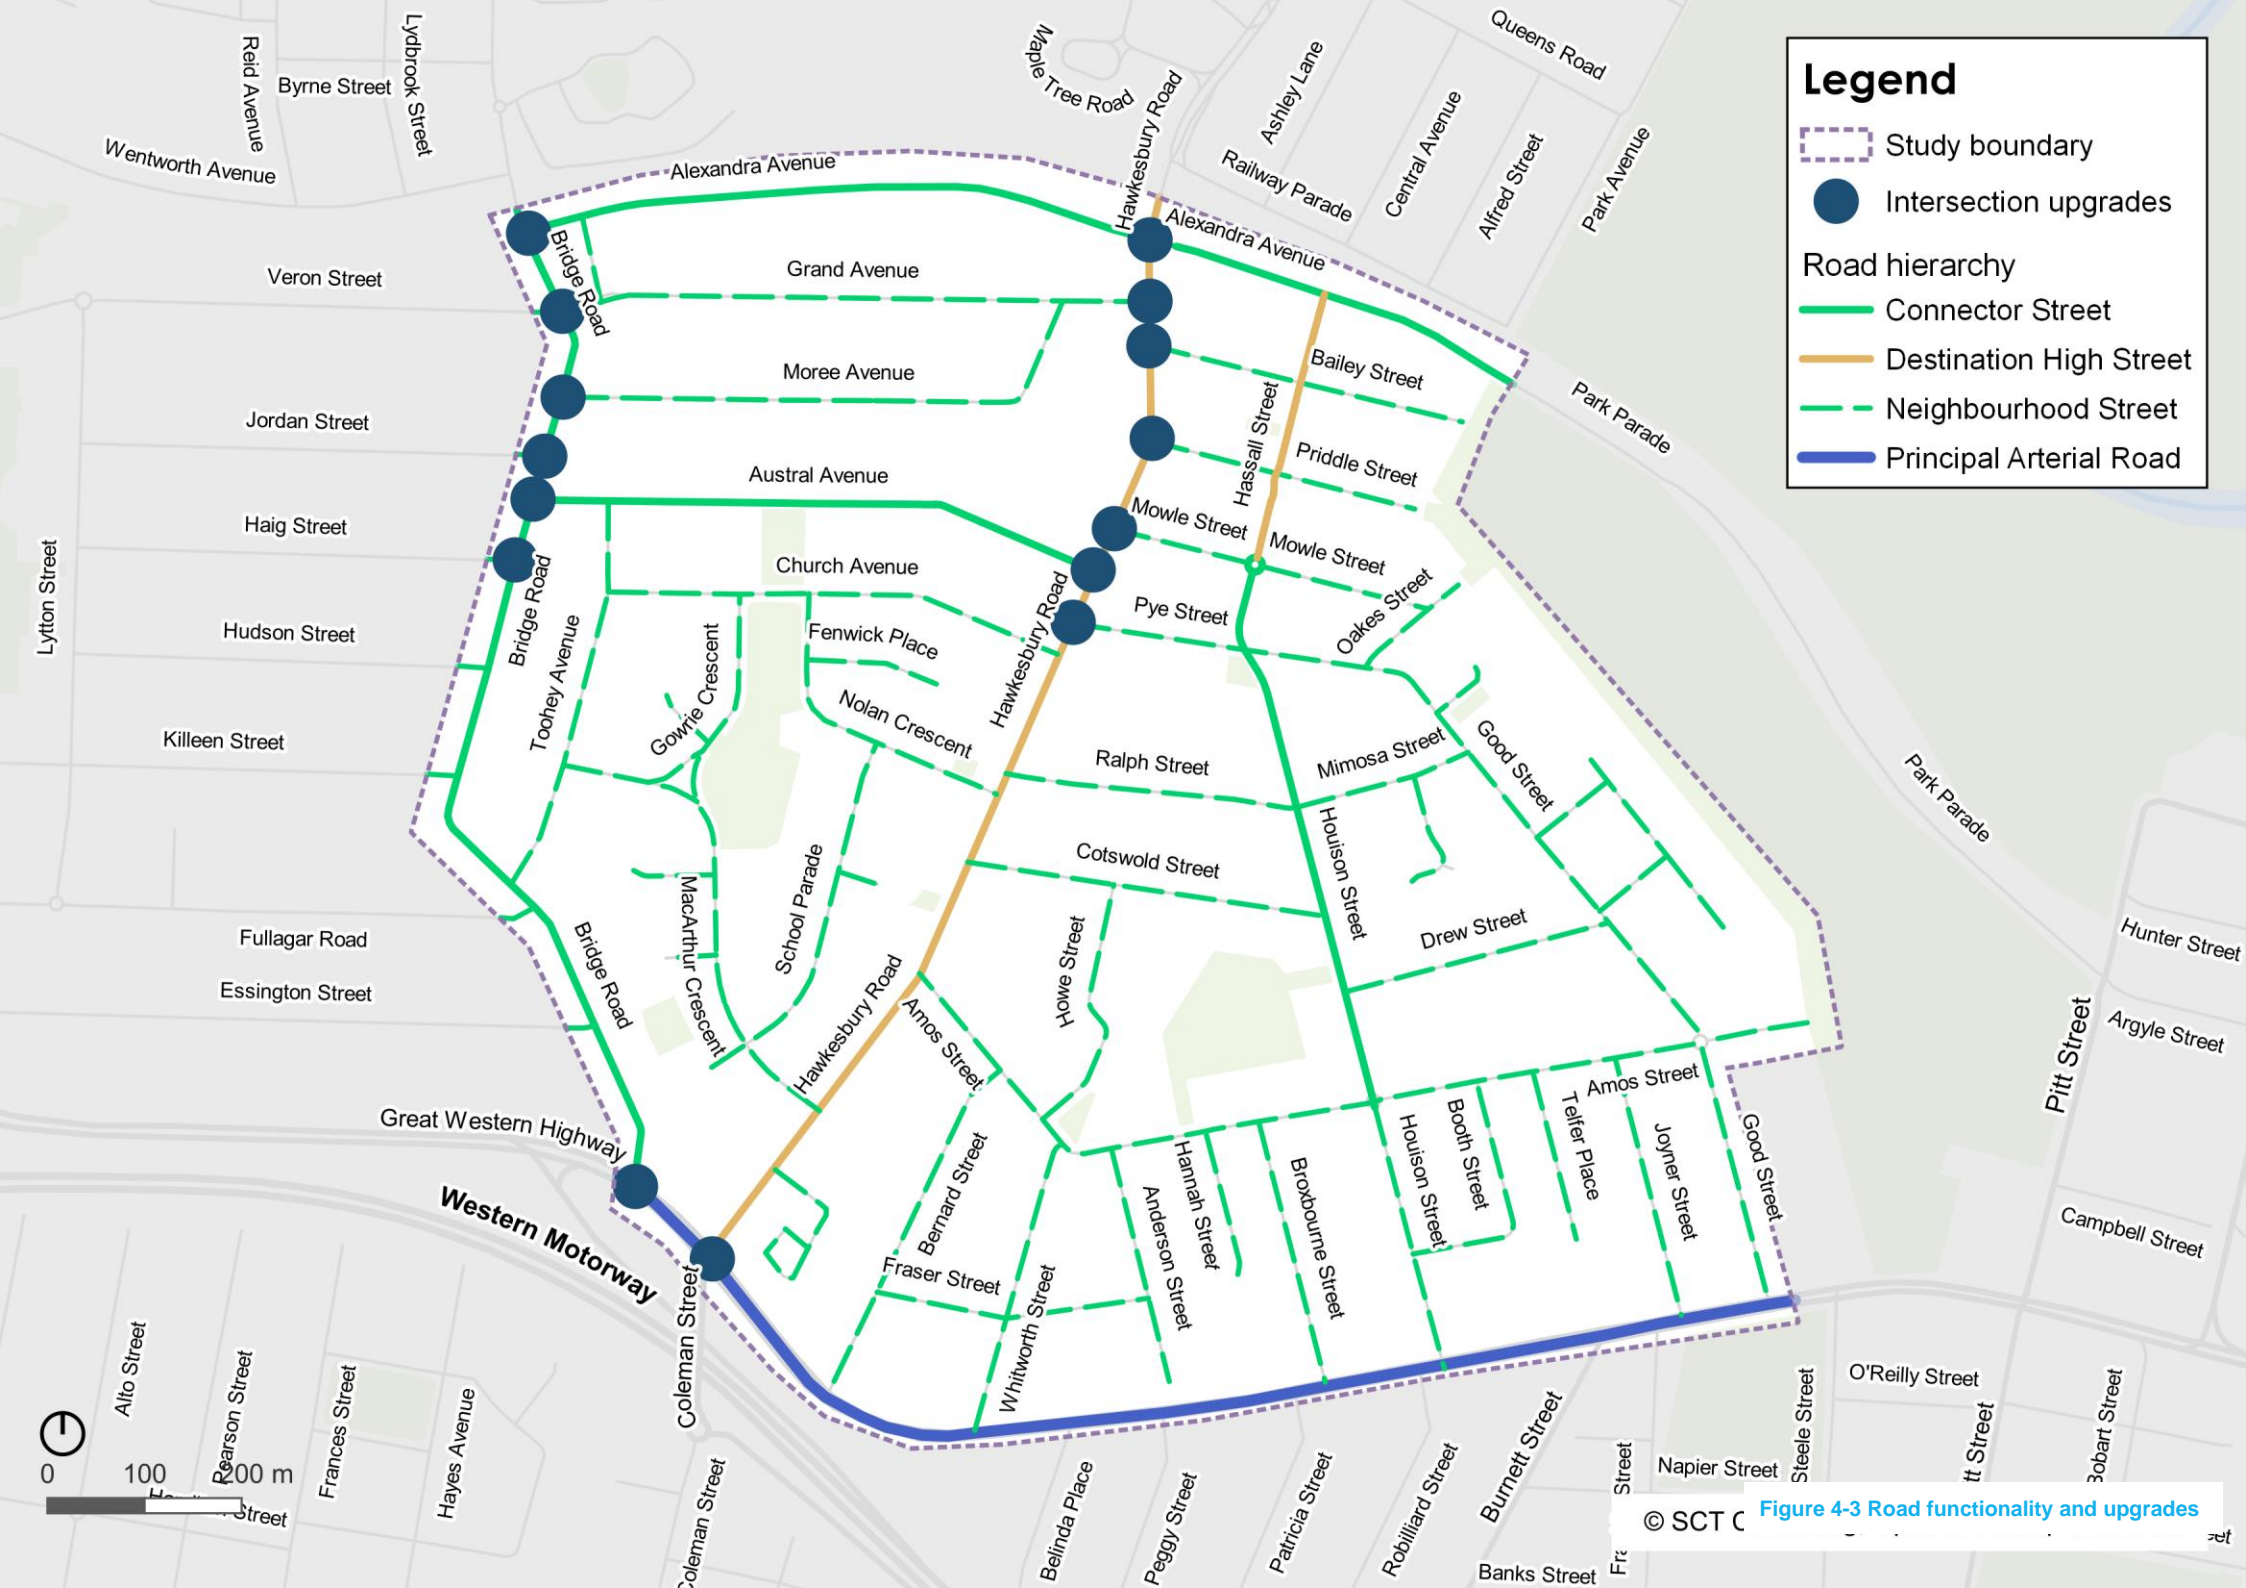 Queens Road
Reid Avenue
Byrne Street
Lydbrook Street
Maple Tree Road
Hawkesbury Road
Ashley Lane
Central Avenue
Alfred Street
Park Avenue
Railway Parade
Wentworth Avenue
Alexandra Avenue
Alexandra Avenue
Legend
Study boundary
Intersection upgrades
Road hierarchy
Connector Street
Destination High Street
Neighbourhood Street
Principal Arterial Road
Veron Street
Bridge Road
Grand Avenue
Moree Avenue
Bailey Street
Hassall Street
Park Parade
Jordan Street
Austral Avenue
Priddle Street
Haig Street
Mowle Street
Mowle Street
Church Avenue
Oakes Street
Lytton Street
Hudson Street
Bridge Road
Toohey Avenue
Gowrie Crescent
Fenwick Place
Nolan Crescent
Hawkesbury Road
Pye Street
Killeen Street
Ralph Street
Mimosa Street
Good Street
Park Parade
Cotswold Street
Houison Street
School Parade
MacArthur Crescent
Fullagar Road
Bridge Road
Essington Street
Hawkesbury Road
Amos Street
Howe Street
Drew Street
Hunter Street
Argyle Street
Pitt Street
Great Western Highway
Western Motorway
Bernard Street
Fraser Street
Whitworth Street
Anderson Street
Hannah Street
Broxbourne Street
Houison Street
Booth Street
Telfer Place
Amos Street
Joyner Street
Good Street
Campbell Street
Coleman Street
Alto Street
Pearson Street
Frances Street
Hayes Avenue
Coleman Street
Belinda Place
Peggy Street
Patricia Street
Robilliard Street
Burnett Street
O'Reilly Street
Steele Street
Bobart Street
Napier Street
Street
tt Street
Banks Street
0 100 200 m
Street
© SCT C
Figure 4-3 Road functionality and upgrades